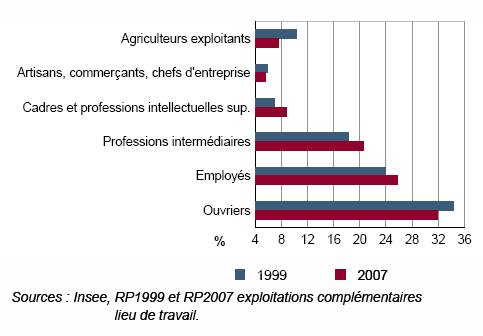 Agriculteurs exploitants
Artisans, commerçants, chefs d'entreprise
Cadres et professions intellectuelles sup.
Professions intermédiaires
Employés
Ouvriers
% 4 8 12 16 20 24 28 32 36
1999 2007
Sources : Insee, RP1999 et RP2007 exploitations complémentaires
lieu de travail.